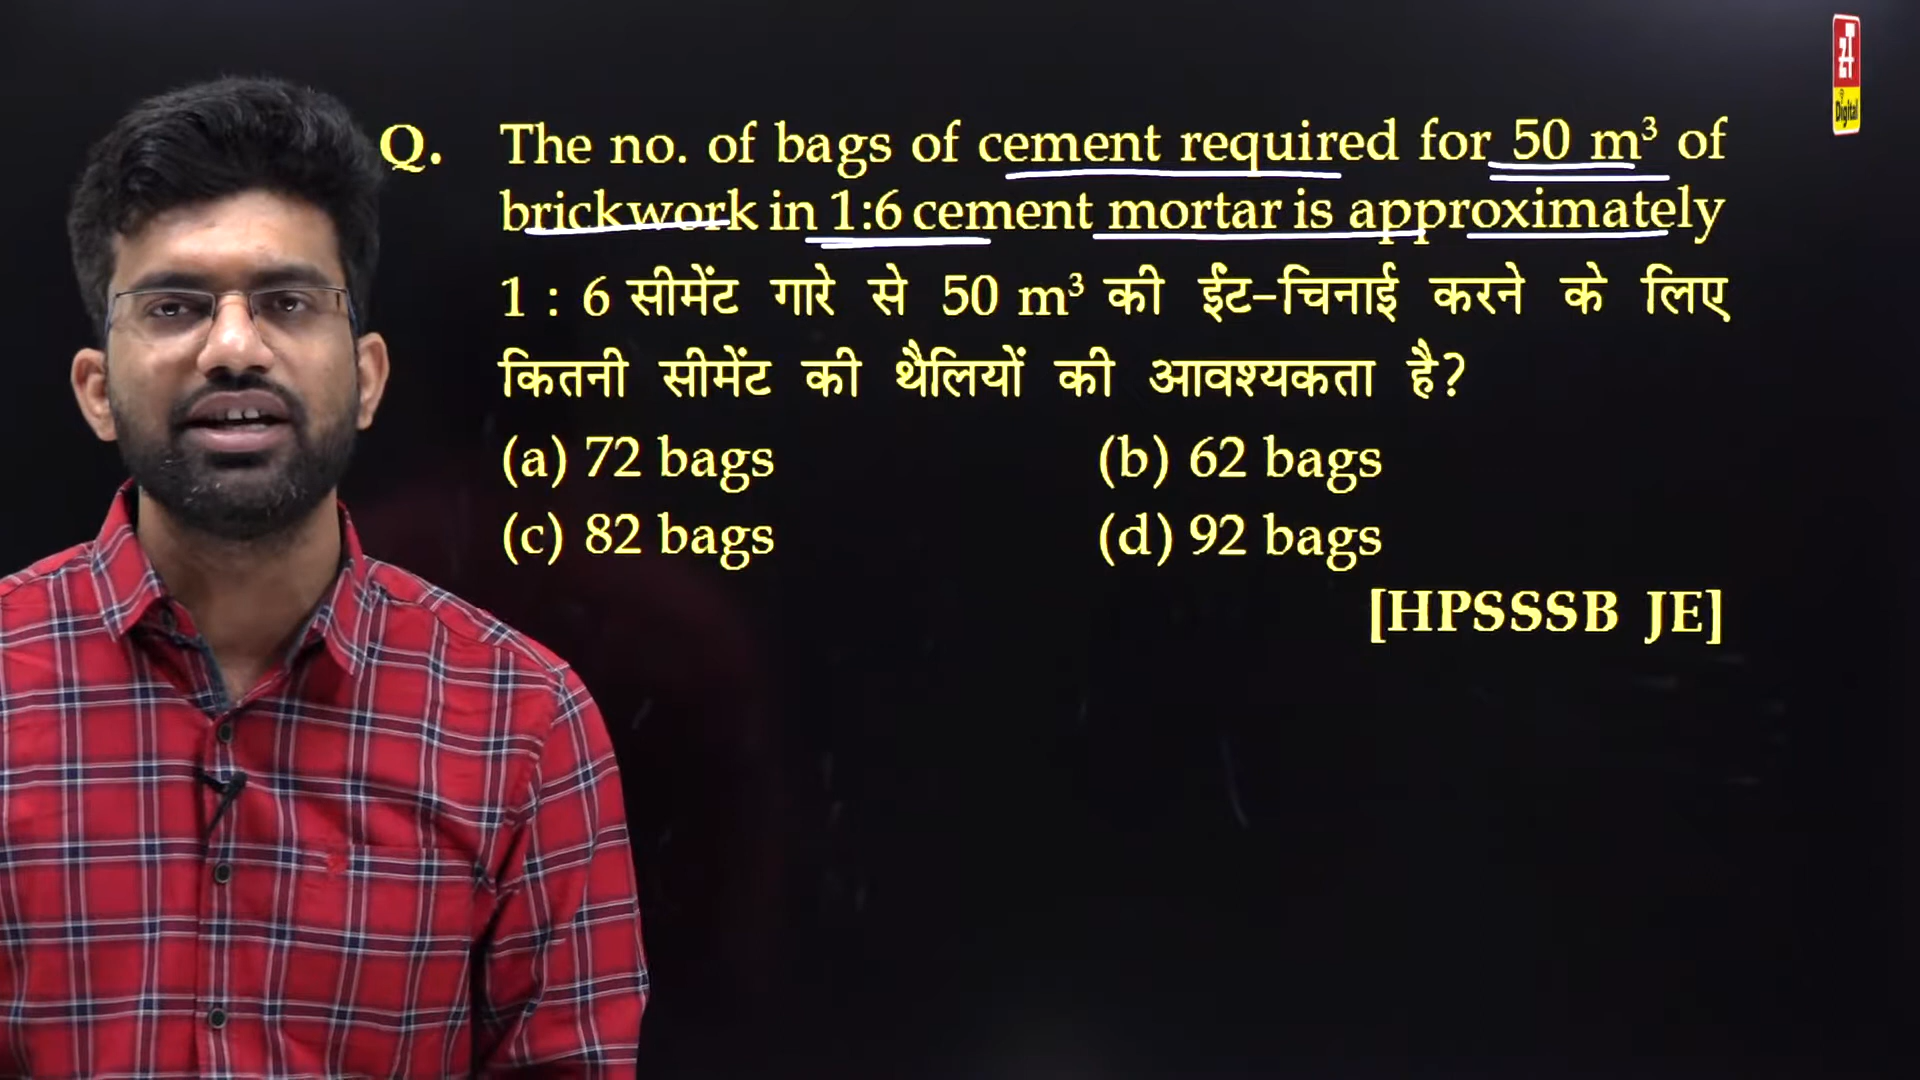 Q. The no. of bags of cement required for 50 m³ of
brickwork in 1:6 cement mortar is approximately
1 : 6 सीमेंट गारे से 50 m³ की ईंट-चिनाई करने के लिए
कितनी सीमेंट की थैलियों की आवश्यकता है?
(a) 72 bags (b) 62 bags
(c) 82 bags (d) 92 bags
[HPSSSB JE]
Digital